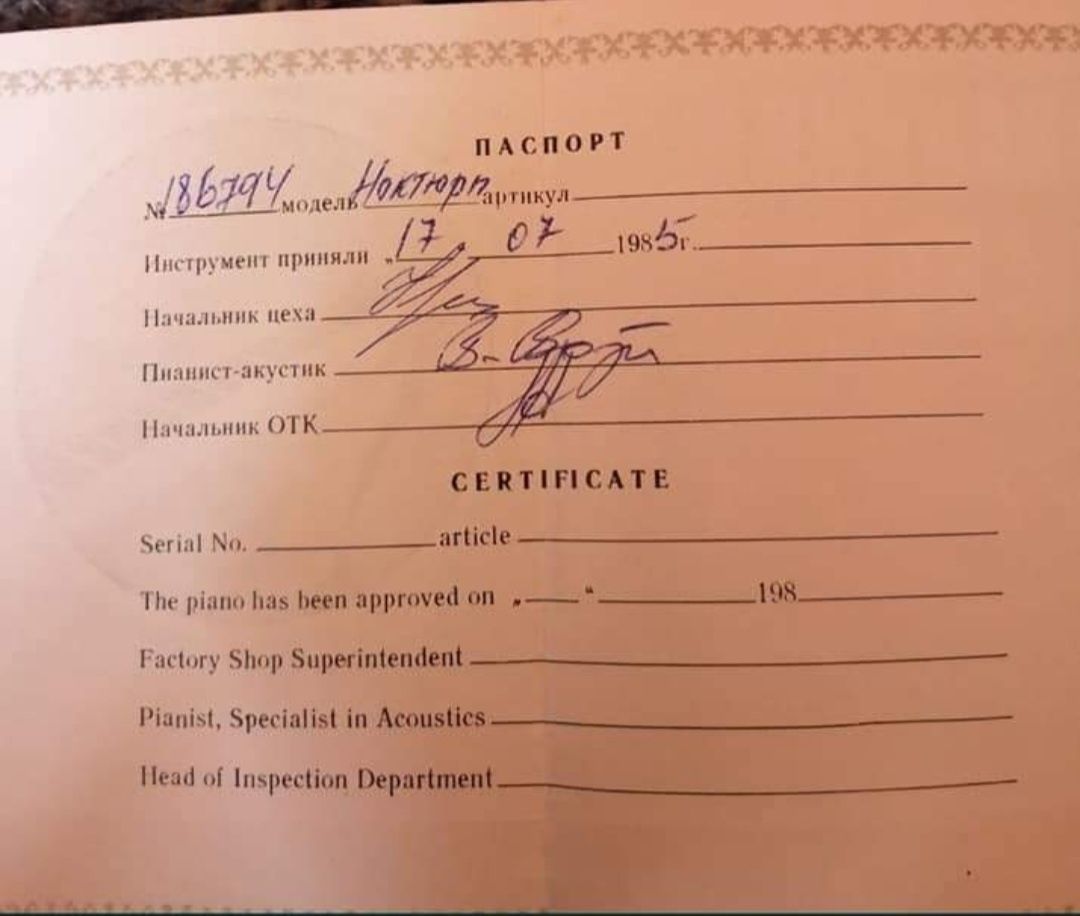 ПАСПОРТ
№ 186794 модель Ноктюрн артикул
Инструмент приняли „17 " 07 1985г.
Начальник цеха
Пианист-акустик
Начальник ОТК
CERTIFICATE
Serial No. article
The piano has been approved on „ “ 198
Factory Shop Superintendent
Pianist, Specialist in Acoustics
Head of Inspection Department